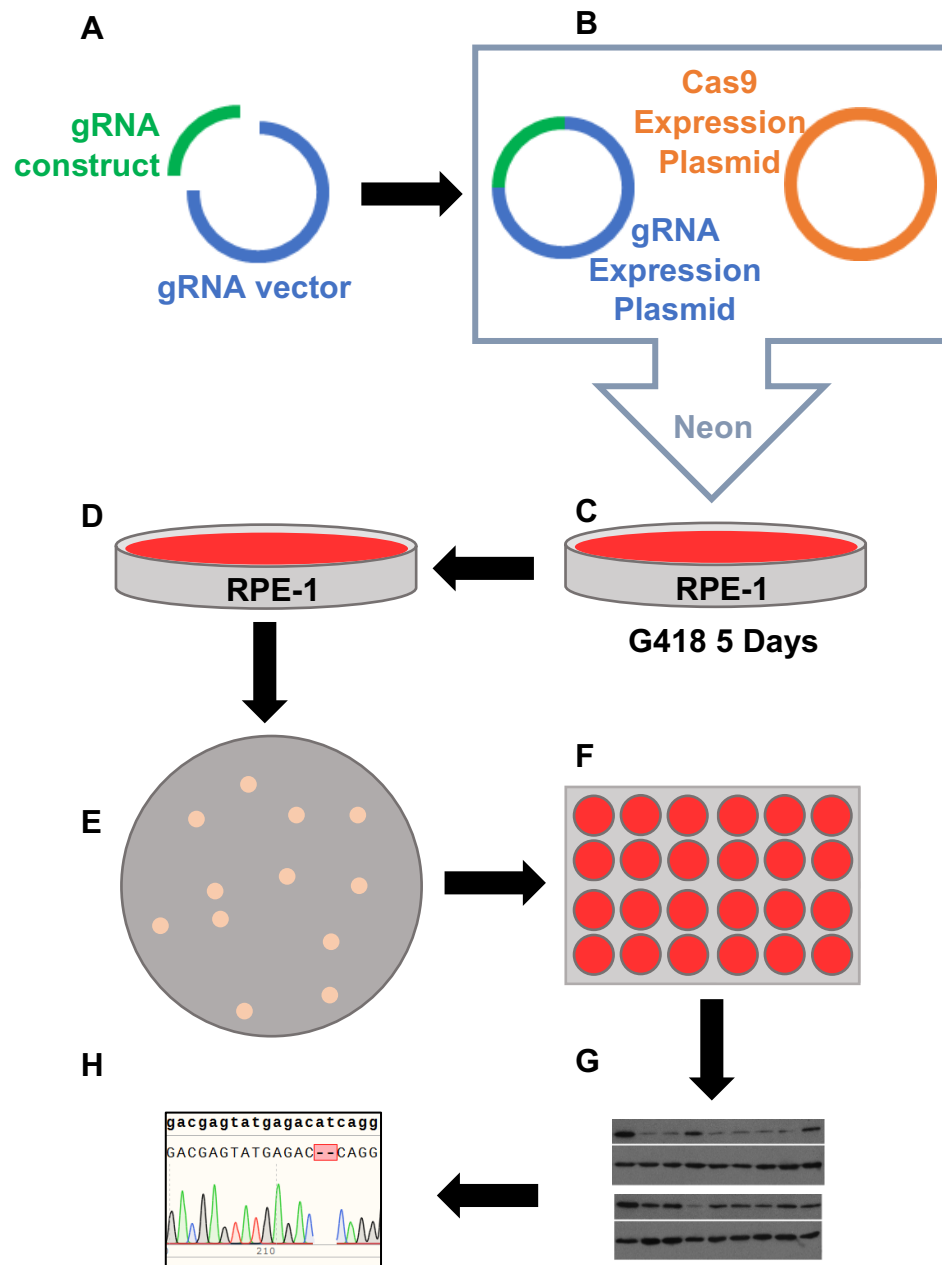 A
gRNA
construct
gRNA vector
B
Cas9
Expression
Plasmid
gRNA
Expression
Plasmid
Neon
C
RPE-1
G418 5 Days
D
RPE-1
E
F
G
H
gacgagtatgagacatcagg
GACGAGTATGAGAC--CAGG
210